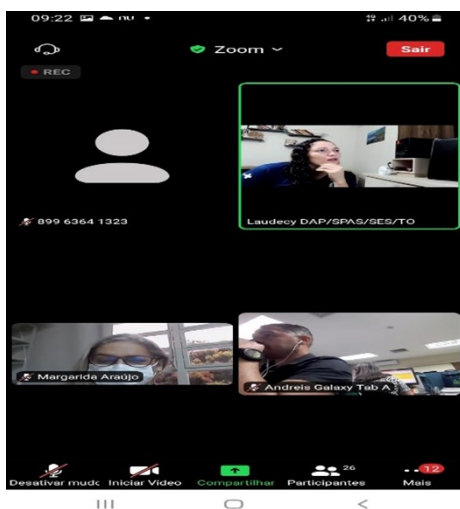 09:22 40%
Zoom Sair
REC
899 6364 1323
Laudecy DAP/SPAS/SES/TO
Margarida Araújo
Andreis Galaxy Tab A
26 12
Desativar mudo Iniciar Vídeo Compartilhar Participantes Mais